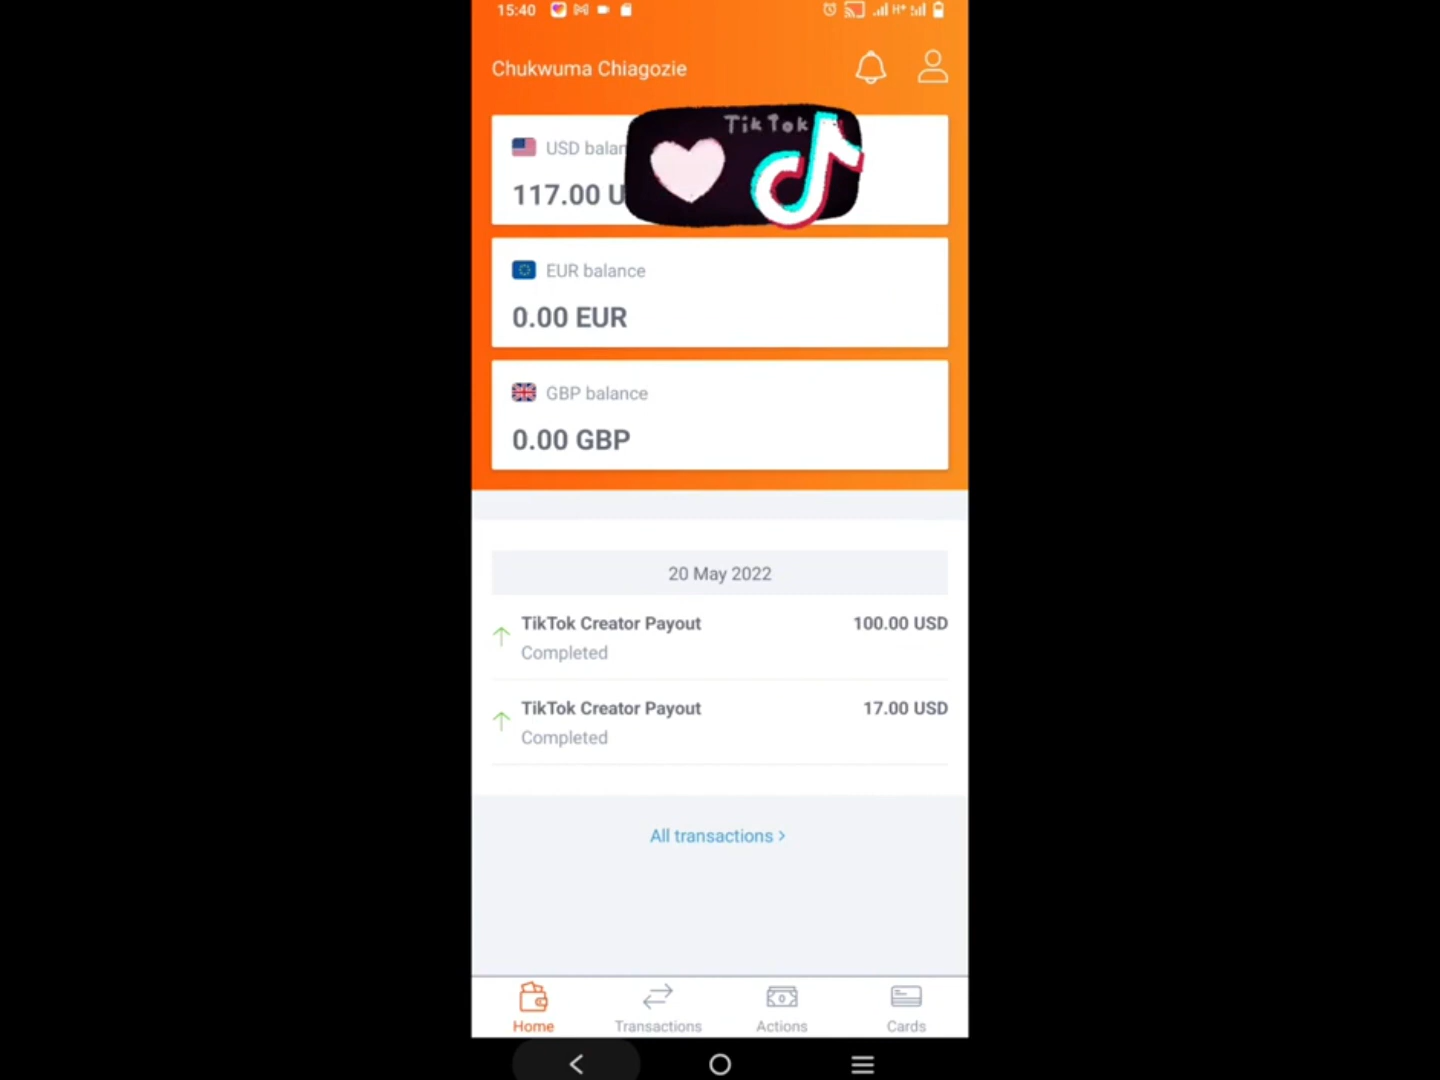 15:40
H+
Chukwuma Chiagozie
TikTok
USD balan
117.00 U
EUR balance
0.00 EUR
GBP balance
0.00 GBP
20 May 2022
TikTok Creator Payout 100.00 USD
Completed
TikTok Creator Payout 17.00 USD
Completed
All transactions >
Home Transactions Actions Cards